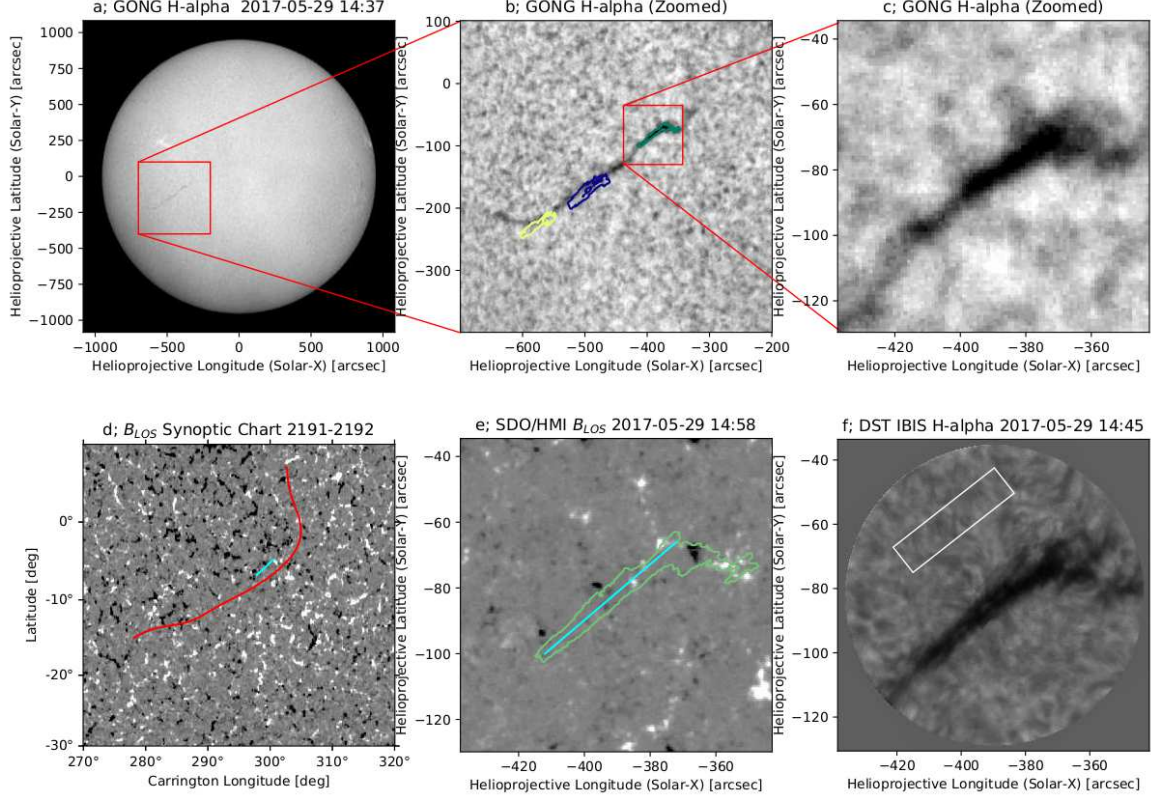 a; GONG H-alpha 2017-05-29 14:37
Helioprojective Latitude (Solar-Y) [arcsec]
1000
750
500
250
0
−250
−500
−750
−1000
−1000 −500 0 500 1000
Helioprojective Longitude (Solar-X) [arcsec]
b; GONG H-alpha (Zoomed)
Helioprojective Latitude (Solar-Y) [arcsec]
100
0
−100
−200
−300
−600 −500 −400 −300 −200
Helioprojective Longitude (Solar-X) [arcsec]
c; GONG H-alpha (Zoomed)
Helioprojective Latitude (Solar-Y) [arcsec]
−40
−60
−80
−100
−120
−420 −400 −380 −360
Helioprojective Longitude (Solar-X) [arcsec]
d; B_LOS Synoptic Chart 2191-2192
Latitude [deg]
0°
-10°
-20°
-30°
270° 280° 290° 300° 310° 320°
Carrington Longitude [deg]
e; SDO/HMI B_LOS 2017-05-29 14:58
Helioprojective Latitude (Solar-Y) [arcsec]
−40
−60
−80
−100
−120
−420 −400 −380 −360
Helioprojective Longitude (Solar-X) [arcsec]
f; DST IBIS H-alpha 2017-05-29 14:45
Helioprojective Latitude (Solar-Y) [arcsec]
−40
−60
−80
−100
−120
−420 −400 −380 −360
Helioprojective Longitude (Solar-X) [arcsec]